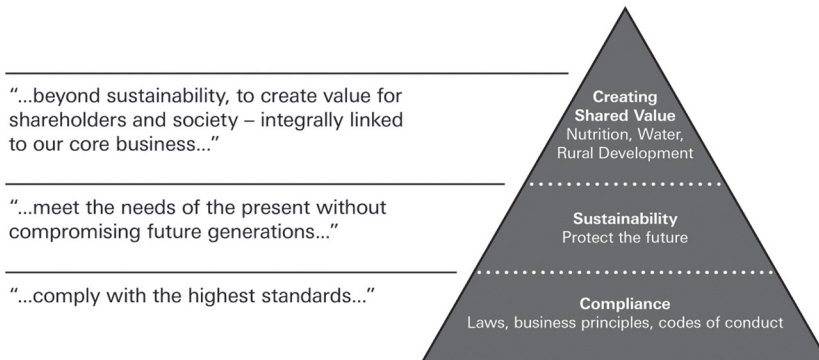 “...beyond sustainability, to create value for
shareholders and society – integrally linked
to our core business...”
Creating
Shared Value
Nutrition, Water,
Rural Development
“...meet the needs of the present without
compromising future generations...”
Sustainability
Protect the future
“...comply with the highest standards...”
Compliance
Laws, business principles, codes of conduct